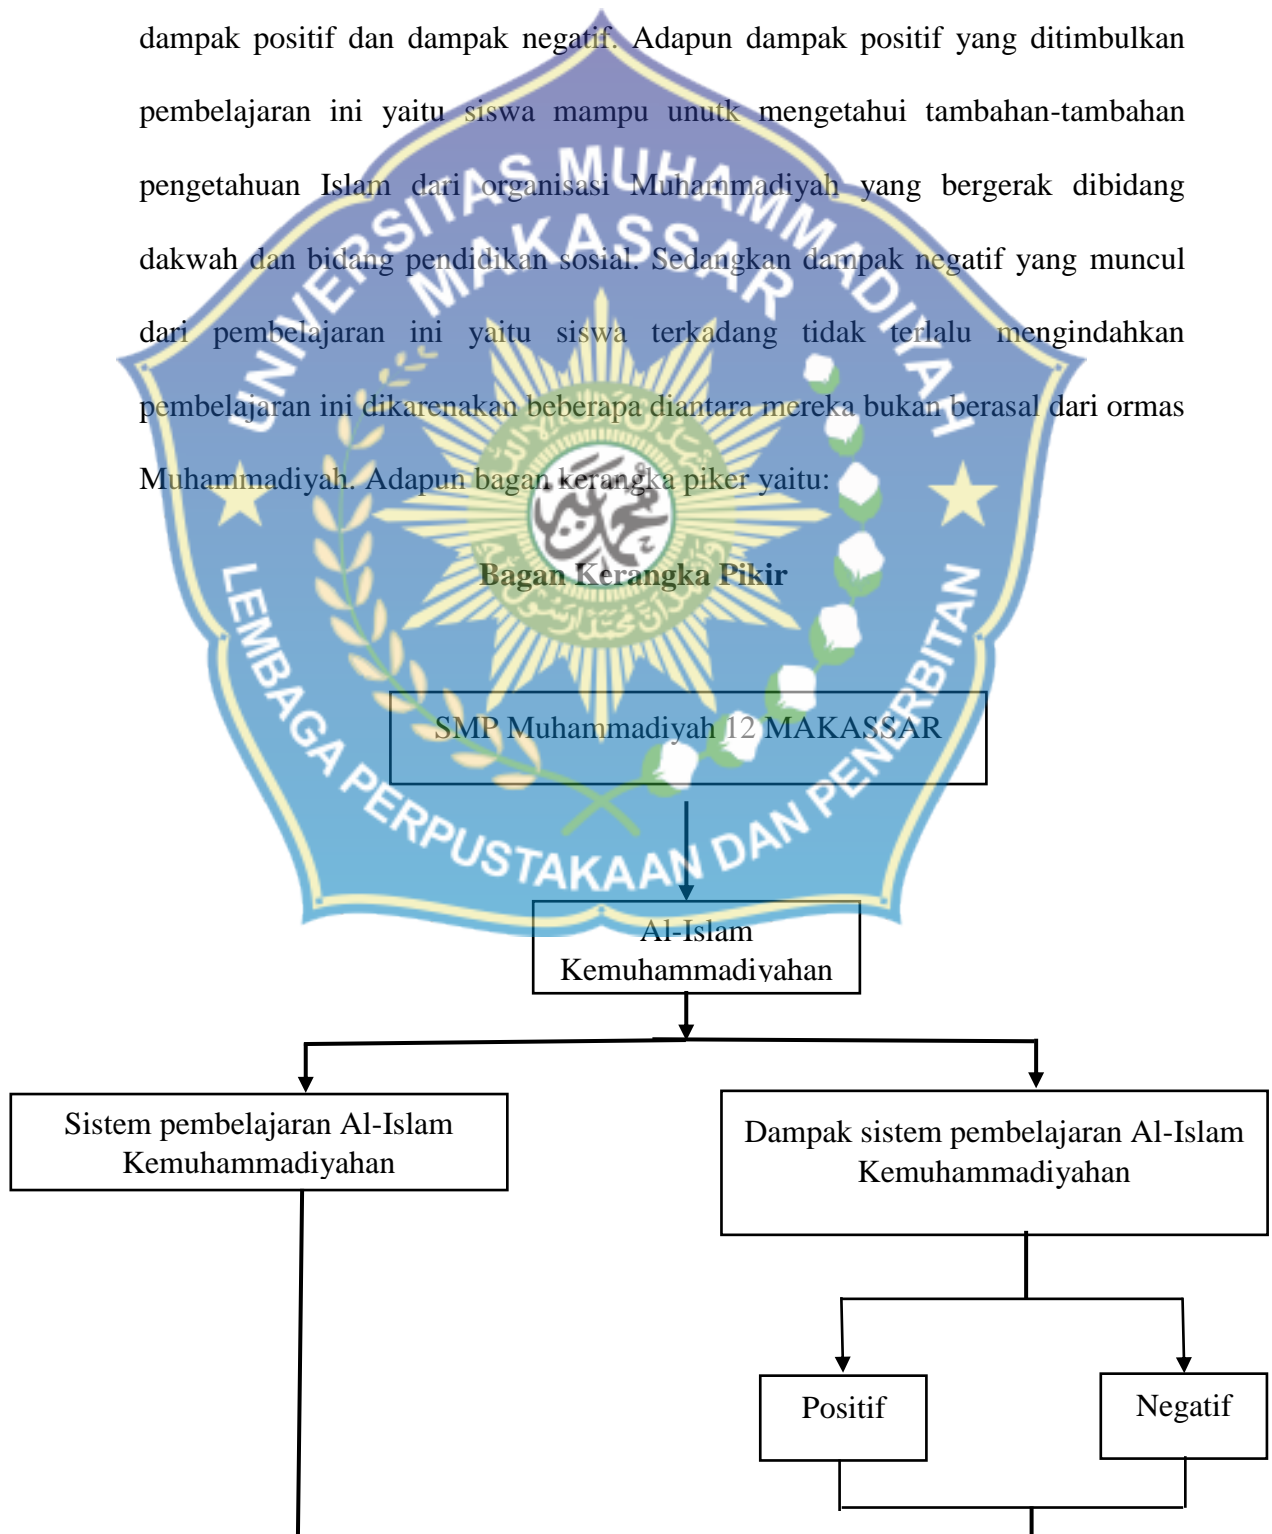 dampak positif dan dampak negatif. Adapun dampak positif yang ditimbulkan
pembelajaran ini yaitu siswa mampu unutk mengetahui tambahan-tambahan
pengetahuan Islam dari organisasi Muhammadiyah yang bergerak dibidang
dakwah dan bidang pendidikan sosial. Sedangkan dampak negatif yang muncul
dari pembelajaran ini yaitu siswa terkadang tidak terlalu mengindahkan
pembelajaran ini dikarenakan beberapa diantara mereka bukan berasal dari ormas
Muhammadiyah. Adapun bagan kerangka piker yaitu:
UNIVERSITAS MUHAMMADIYAH
MAKASSAR
LEMBAGA PERPUSTAKAAN DAN PENERBITAN
Bagan Kerangka Pikir
SMP Muhammadiyah 12 MAKASSAR
Al-Islam
Kemuhammadiyahan
Sistem pembelajaran Al-Islam
Kemuhammadiyahan
Dampak sistem pembelajaran Al-Islam
Kemuhammadiyahan
Positif
Negatif